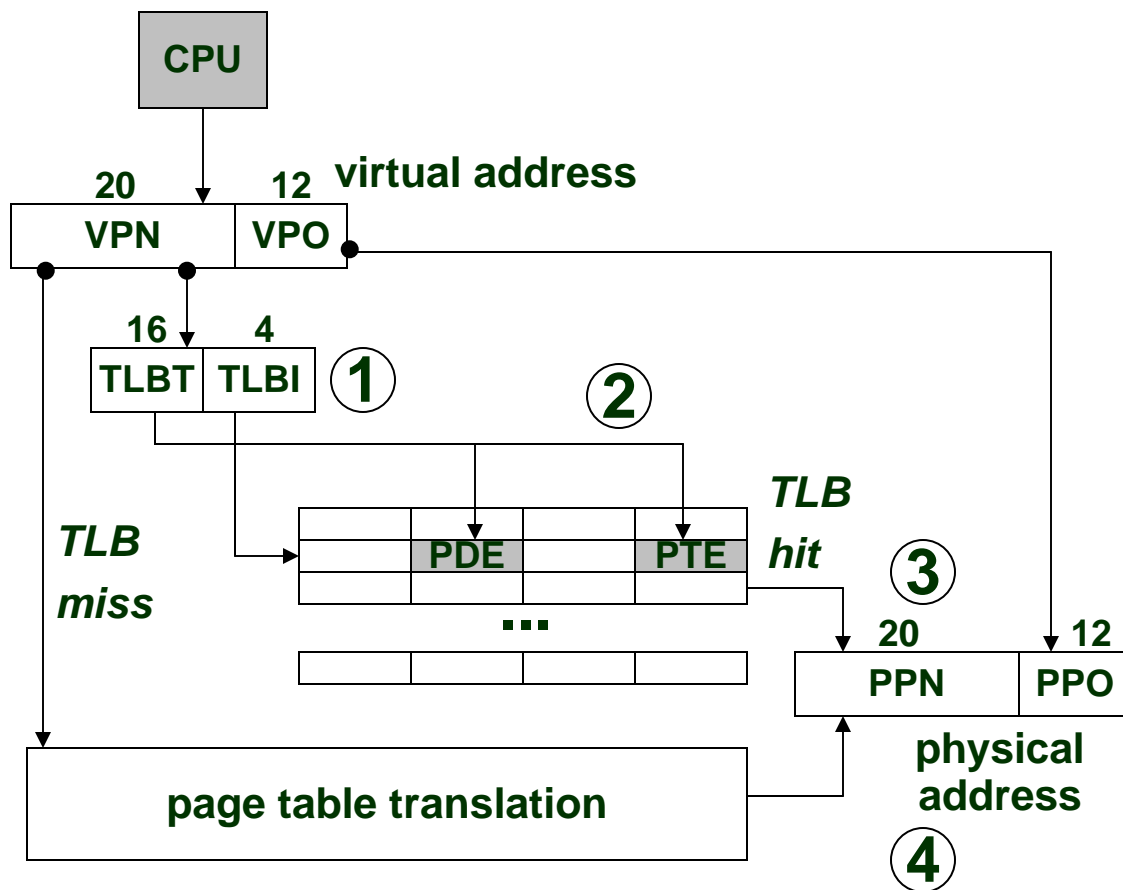 CPU
virtual address
20 12
VPN VPO
16 4
TLBT TLBI
1
2
TLB
hit
PDE PTE
TLB
miss
3
...
20 12
PPN PPO
physical
address
page table translation
4